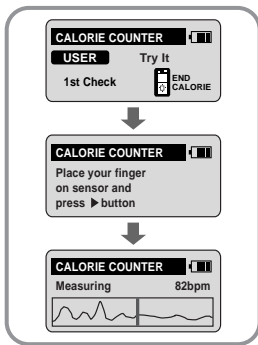 CALORIE COUNTER
USER Try It
1st Check END CALORIE
CALORIE COUNTER
Place your finger
on sensor and
press ▶button
CALORIE COUNTER
Measuring 82bpm